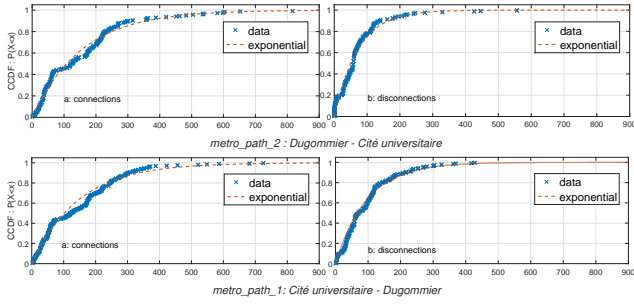 CCDF : P(X<x)
1
0.8
0.6
0.4
0.2
0
× data
exponential
a: connections
0 100 200 300 400 500 600 700 800 900
1
0.8
0.6
0.4
0.2
0
× data
exponential
b: disconnections
0 100 200 300 400 500 600 700 800 900
metro_path_2 : Dugommier - Cité universitaire
CCDF : P(X<x)
1
0.8
0.6
0.4
0.2
0
× data
exponential
a: connections
0 100 200 300 400 500 600 700 800 900
1
0.8
0.6
0.4
0.2
0
× data
exponential
b: disconnections
0 100 200 300 400 500 600 700 800 900
metro_path_1: Cité universitaire - Dugommier